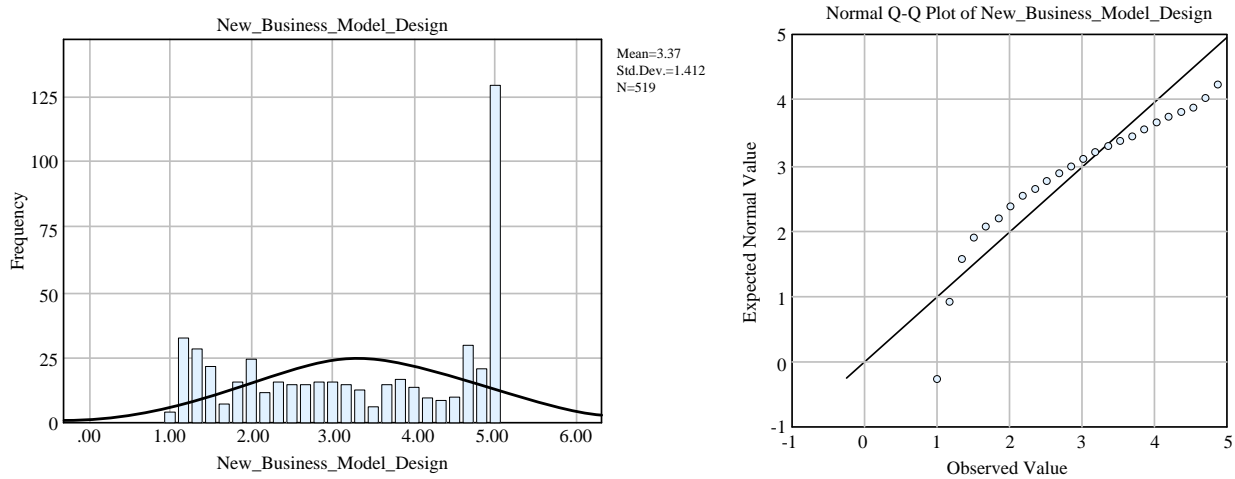 New_Business_Model_Design
Mean=3.37
Std.Dev.=1.412
N=519
Frequency
125
100
75
50
25
0
.00 1.00 2.00 3.00 4.00 5.00 6.00
New_Business_Model_Design
Normal Q-Q Plot of New_Business_Model_Design
Expected Normal Value
5
4
3
2
1
0
-1
-1 0 1 2 3 4 5
Observed Value